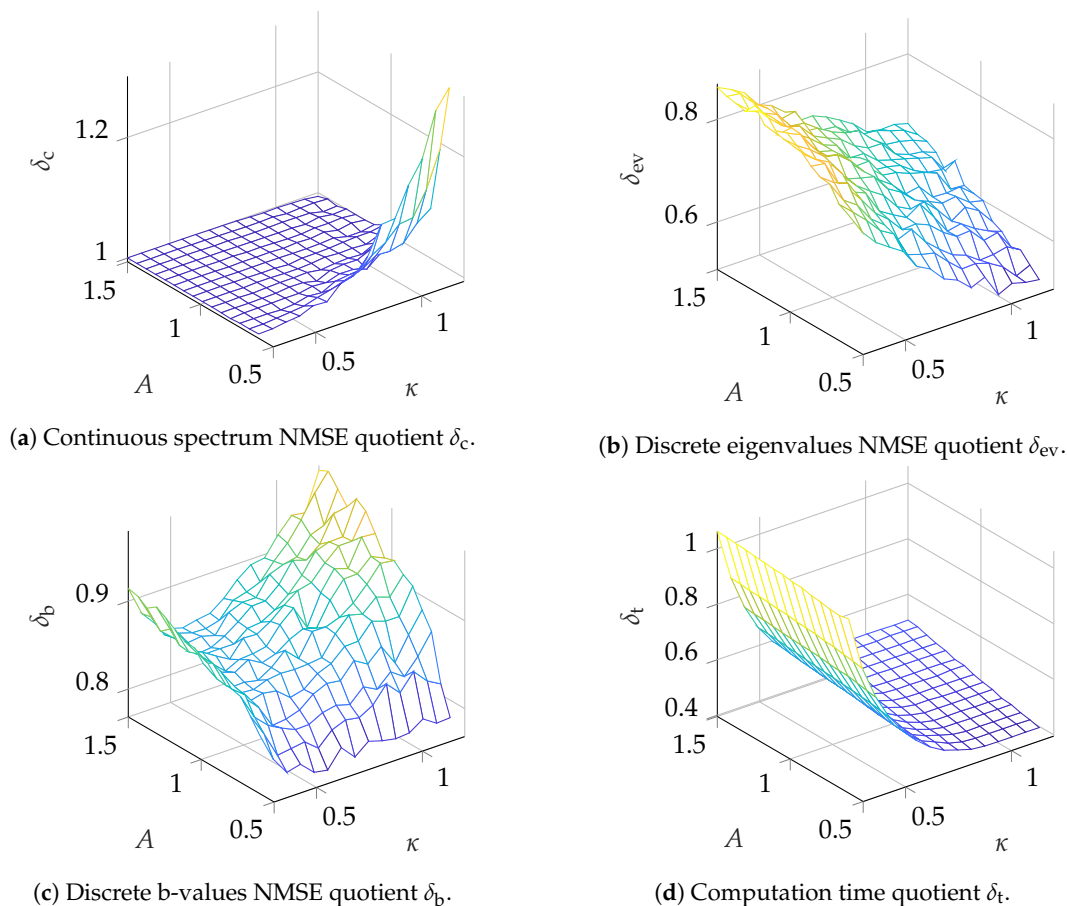 1.2
δc
1
1.5
1
0.5
A
0.5
1
κ
(a) Continuous spectrum NMSE quotient δc.
0.8
δev
0.6
1.5
1
0.5
A
0.5
1
κ
(b) Discrete eigenvalues NMSE quotient δev.
0.9
δb
0.8
1.5
1
0.5
A
0.5
1
κ
(c) Discrete b-values NMSE quotient δb.
1
0.8
δt
0.6
0.4
1.5
1
0.5
A
0.5
1
κ
(d) Computation time quotient δt.